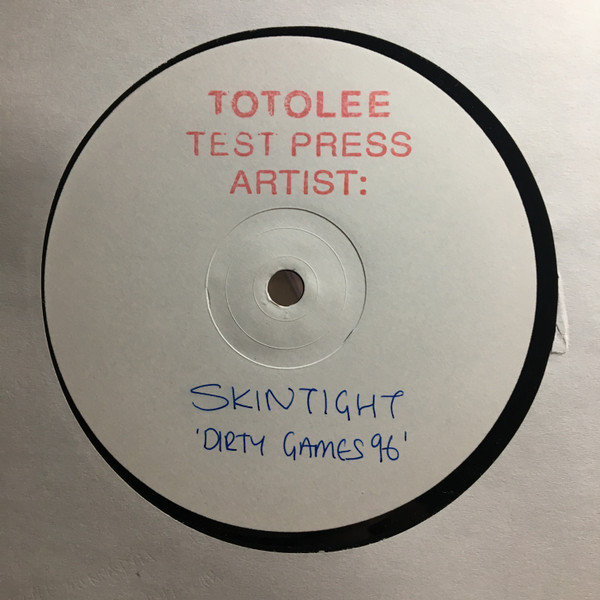 TOTOLEE
TEST PRESS
ARTIST:
SKINTIGHT
'DIRTY GAMES 96'